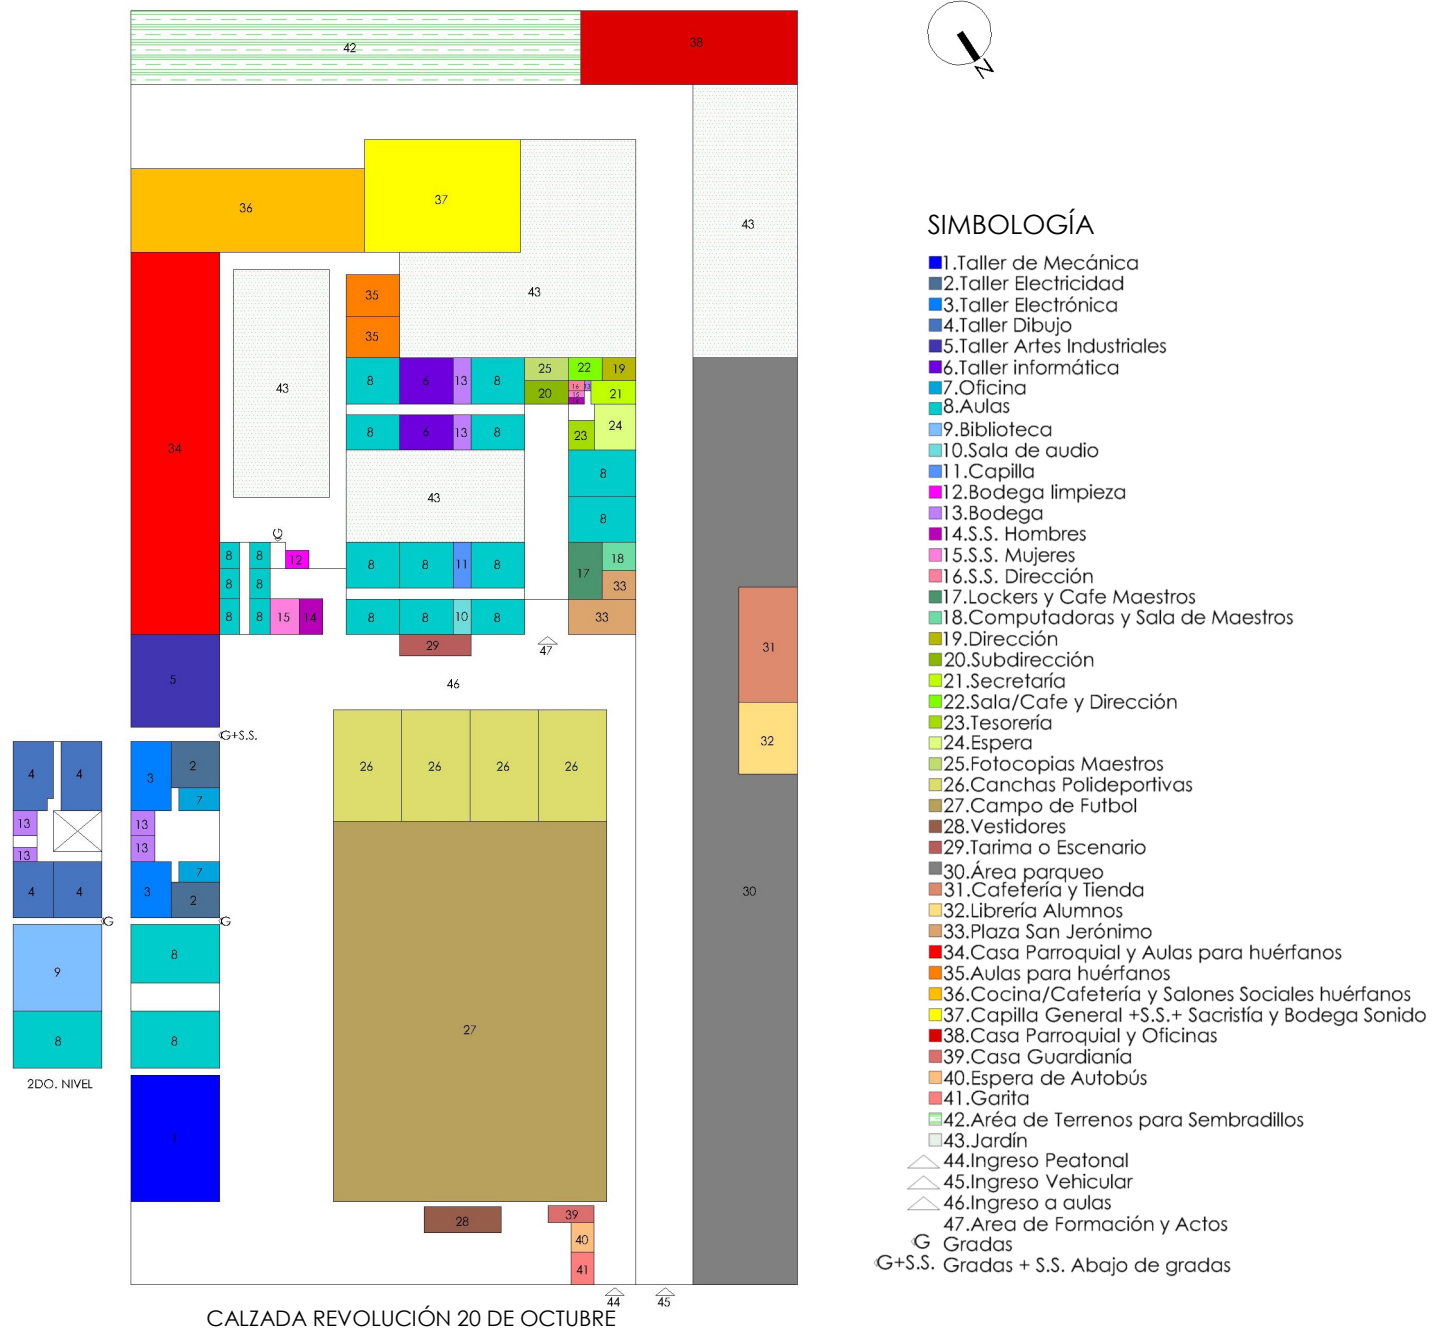 42
38
N
43
37
36
SIMBOLOGÍA
1.Taller de Mecánica
2.Taller Electricidad
3.Taller Electrónica
4.Taller Dibujo
5.Taller Artes Industriales
6.Taller informática
7.Oficina
8.Aulas
9.Biblioteca
10.Sala de audio
11.Capilla
12.Bodega limpieza
13.Bodega
14.S.S. Hombres
15.S.S. Mujeres
16.S.S. Dirección
17.Lockers y Cafe Maestros
18.Computadoras y Sala de Maestros
19.Dirección
20.Subdirección
21.Secretaría
22.Sala/Cafe y Dirección
23.Tesorería
24.Espera
25.Fotocopias Maestros
26.Canchas Polideportivas
27.Campo de Futbol
28.Vestidores
29.Tarima o Escenario
30.Área parqueo
31.Cafetería y Tienda
32.Librería Alumnos
33.Plaza San Jerónimo
34.Casa Parroquial y Aulas para huérfanos
35.Aulas para huérfanos
36.Cocina/Cafetería y Salones Sociales huérfanos
37.Capilla General +S.S.+ Sacristía y Bodega Sonido
38.Casa Parroquial y Oficinas
39.Casa Guardianía
40.Espera de Autobús
41.Garita
42.Aréa de Terrenos para Sembradillos
43.Jardín
44.Ingreso Peatonal
45.Ingreso Vehicular
46.Ingreso a aulas
47.Area de Formación y Actos
G Gradas
G+S.S. Gradas + S.S. Abajo de gradas
35
43
35
43
8 6 13 8 25 22 19
16
20 21
8 6 13 8 23 24
34
43
8
8
G
8 8 12
8 8 11 8 17 18
8 8
33
8 8 15 14
8 8 10 8 33
29
47
31
5
46
G+S.S.
32
4 4 3 2
26 26 26 26
7
13 13
13 13
7
4 4 3 2
30
G G
8
9
27
8 8
2DO. NIVEL
1
28
39
40
41
44 45
CALZADA REVOLUCIÓN 20 DE OCTUBRE